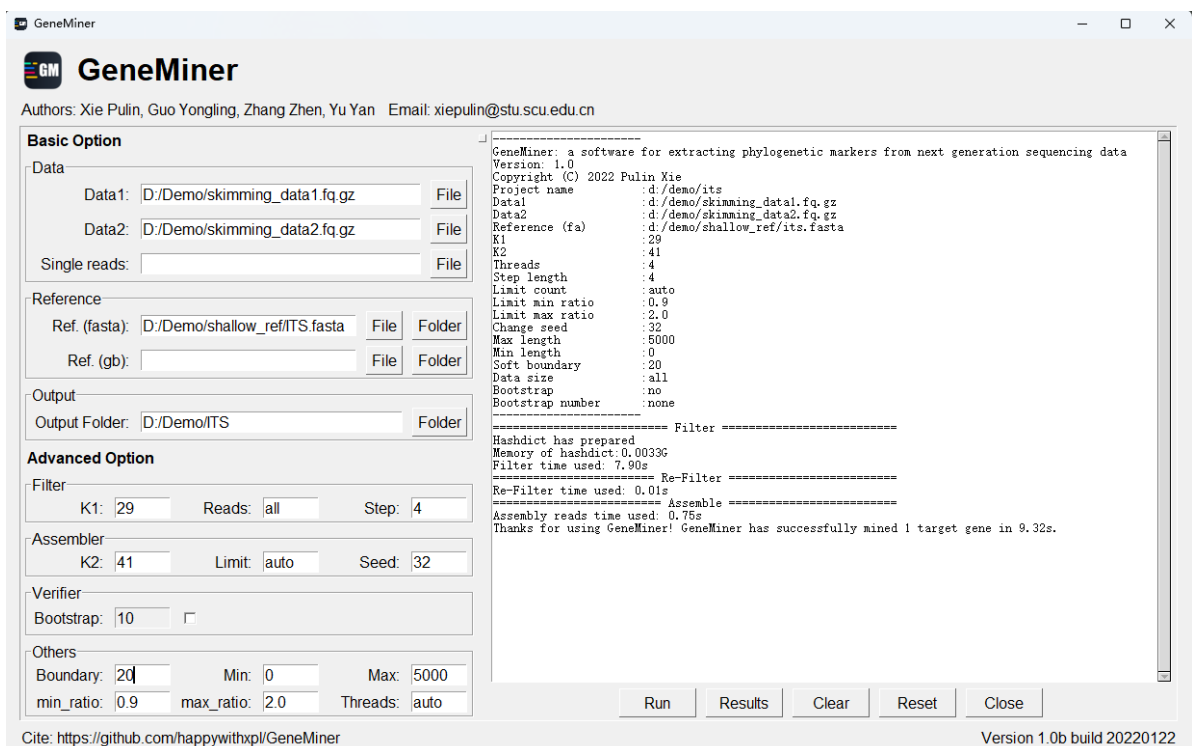 GeneMiner
GM GeneMiner
Authors: Xie Pulin, Guo Yongling, Zhang Zhen, Yu Yan Email: xiepulin@stu.scu.edu.cn
Basic Option
Data
Data1: D:/Demo/skimming_data1.fq.gz File
Data2: D:/Demo/skimming_data2.fq.gz File
Single reads: File
Reference
Ref. (fasta): D:/Demo/shallow_ref/ITS.fasta File Folder
Ref. (gb): File Folder
Output
Output Folder: D:/Demo/ITS Folder
Advanced Option
Filter
K1: 29 Reads: all Step: 4
Assembler
K2: 41 Limit: auto Seed: 32
Verifier
Bootstrap: 10
Others
Boundary: 20 Min: 0 Max: 5000
min_ratio: 0.9 max_ratio: 2.0 Threads: auto
----------------------
GeneMiner: a software for extracting phylogenetic markers from next generation sequencing data
Version: 1.0
Copyright (C) 2022 Pulin Xie
Project name :d:/demo/its
Data1 :d:/demo/skimming_data1.fq.gz
Data2 :d:/demo/skimming_data2.fq.gz
Reference (fa) :d:/demo/shallow_ref/its.fasta
K1 :29
K2 :41
Threads :4
Step length :4
Limit count :auto
Limit min ratio :0.9
Limit max ratio :2.0
Change seed :32
Max length :5000
Min length :0
Soft boundary :20
Data size :all
Bootstrap :no
Bootstrap number :none
----------------------
========================== Filter ==========================
Hashdict has prepared
Memory of hashdict:0.0033G
Filter time used: 7.90s
======================== Re-Filter =========================
Re-Filter time used: 0.01s
========================= Assemble =========================
Assembly reads time used: 0.75s
Thanks for using GeneMiner! GeneMiner has successfully mined 1 target gene in 9.32s.
Run Results Clear Reset Close
Cite: https://github.com/happywithxpl/GeneMiner Version 1.0b build 20220122